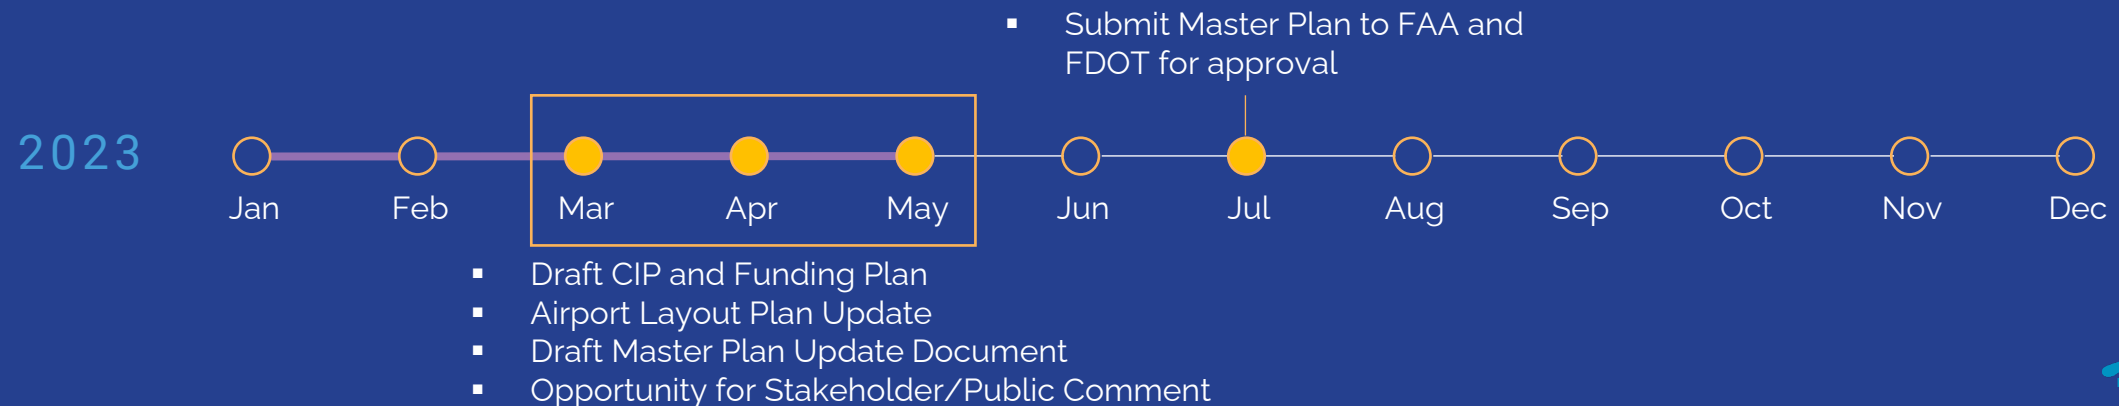 ▪ Submit Master Plan to FAA and
FDOT for approval
2023
Jan Feb Mar Apr May Jun Jul Aug Sep Oct Nov Dec
▪ Draft CIP and Funding Plan
▪ Airport Layout Plan Update
▪ Draft Master Plan Update Document
▪ Opportunity for Stakeholder/Public Comment